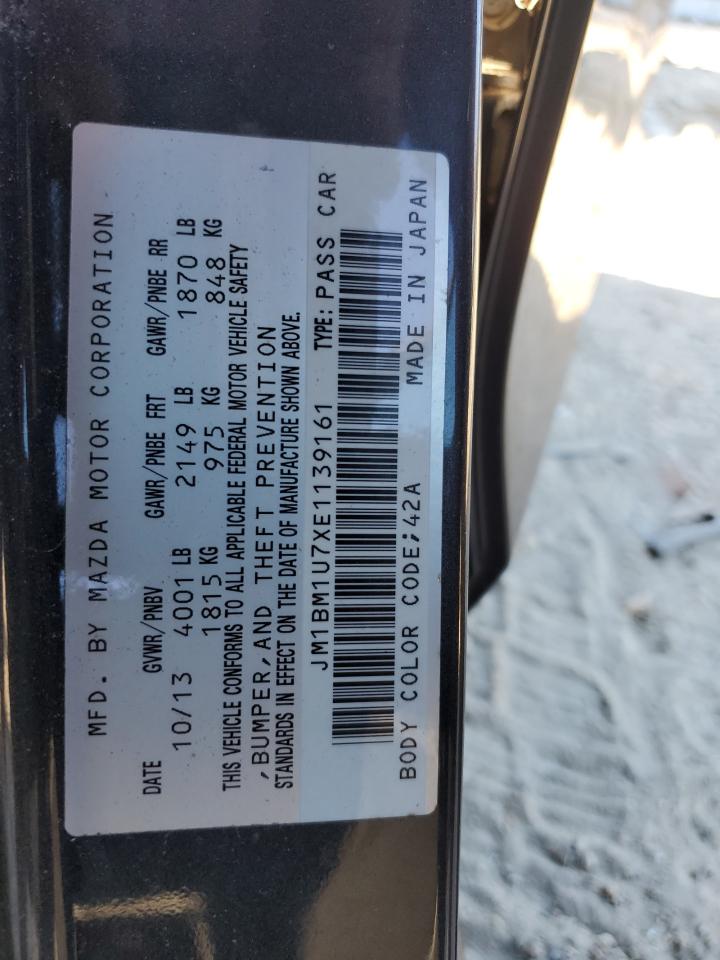 MFD. BY MAZDA MOTOR CORPORATION
DATE GVWR/PNBV GAWR/PNBE FRT GAWR/PNBE RR
10/13 4001 LB 2149 LB 1870 LB
1815 KG 975 KG 848 KG
THIS VEHICLE CONFORMS TO ALL APPLICABLE FEDERAL MOTOR VEHICLE SAFETY
,BUMPER,AND THEFT PREVENTION
STANDARDS IN EFFECT ON THE DATE OF MANUFACTURE SHOWN ABOVE.
JM1BM1U7XE1139161 TYPE: PASS CAR
BODY COLOR CODE;42A MADE IN JAPAN